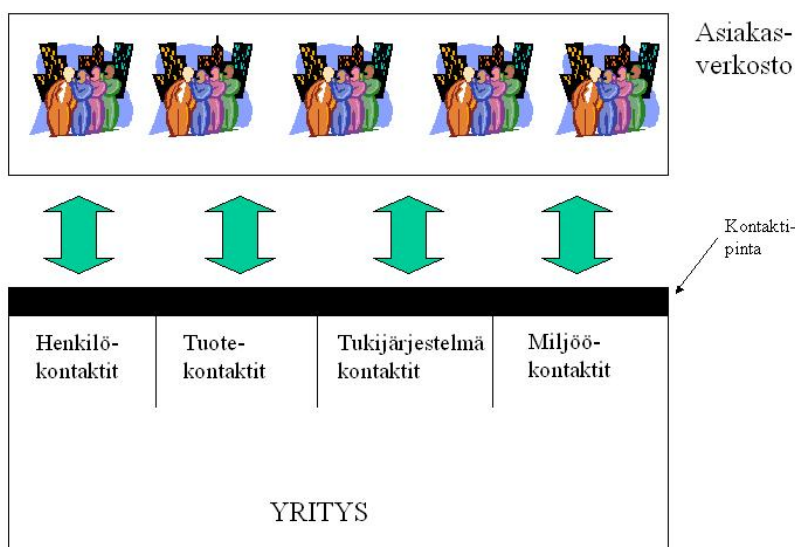 Asiakas-
verkosto
Kontakti-
pinta
Henkilö-
kontaktit
Tuote-
kontaktit
Tukijärjestelmä
kontaktit
Miljöö-
kontaktit
YRITYS